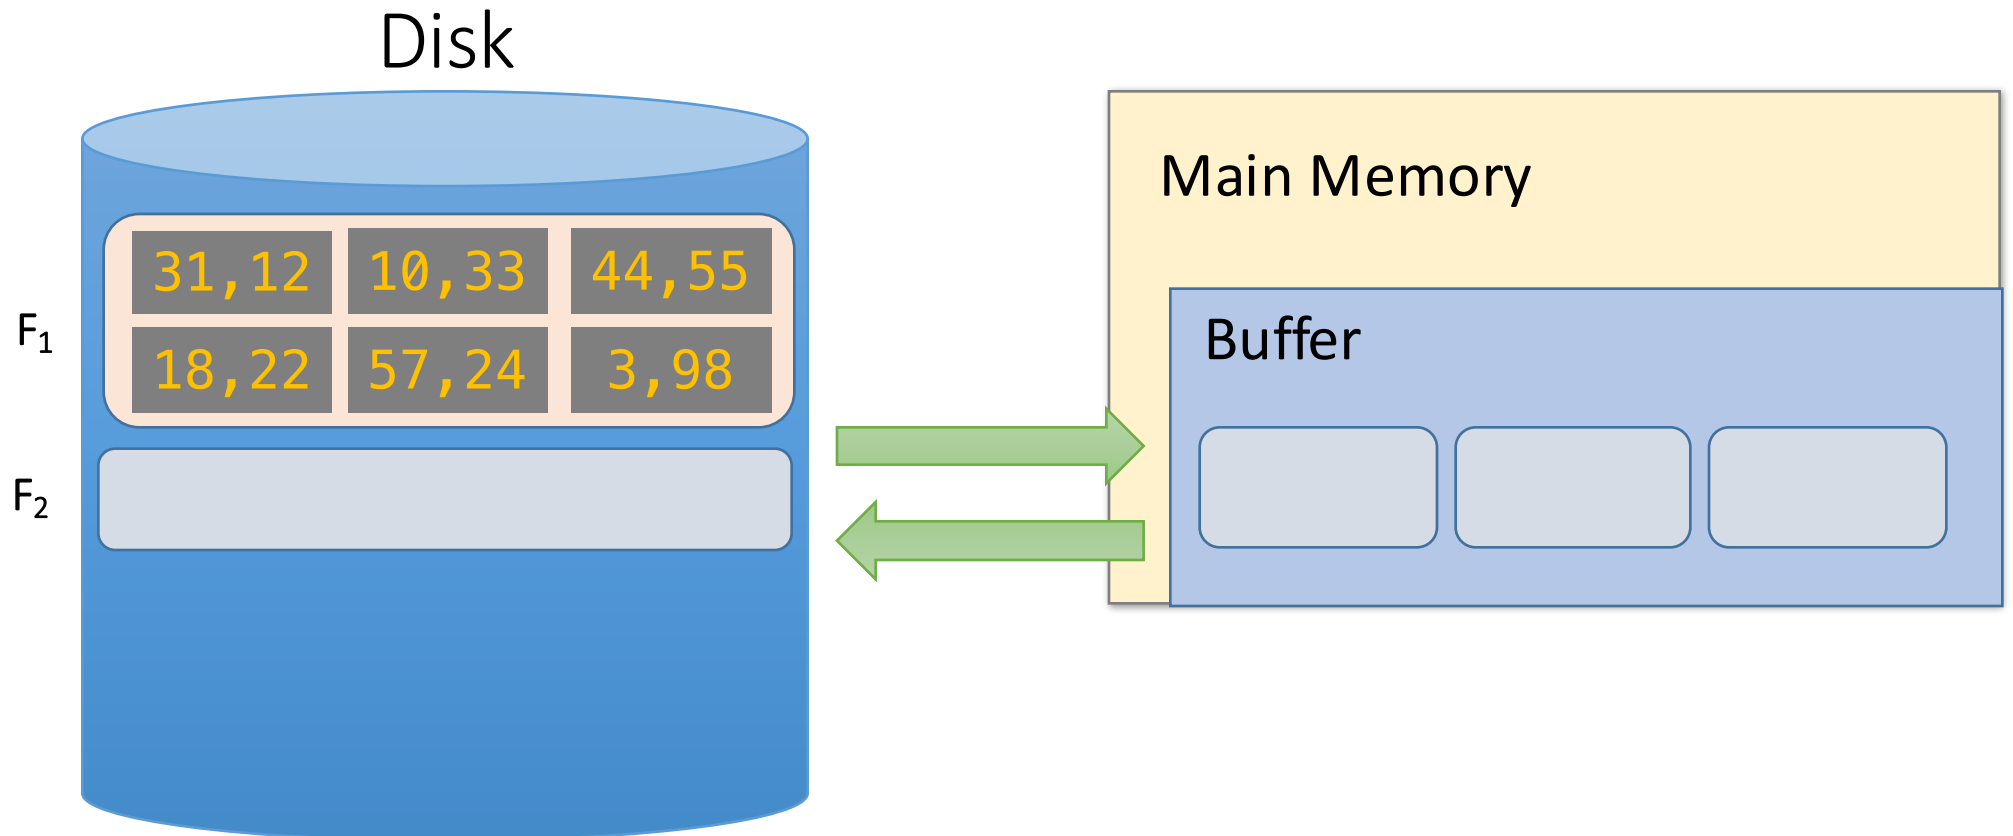 Disk
Main Memory
31,12 10,33 44,55
F1
Buffer
18,22 57,24 3,98
F2